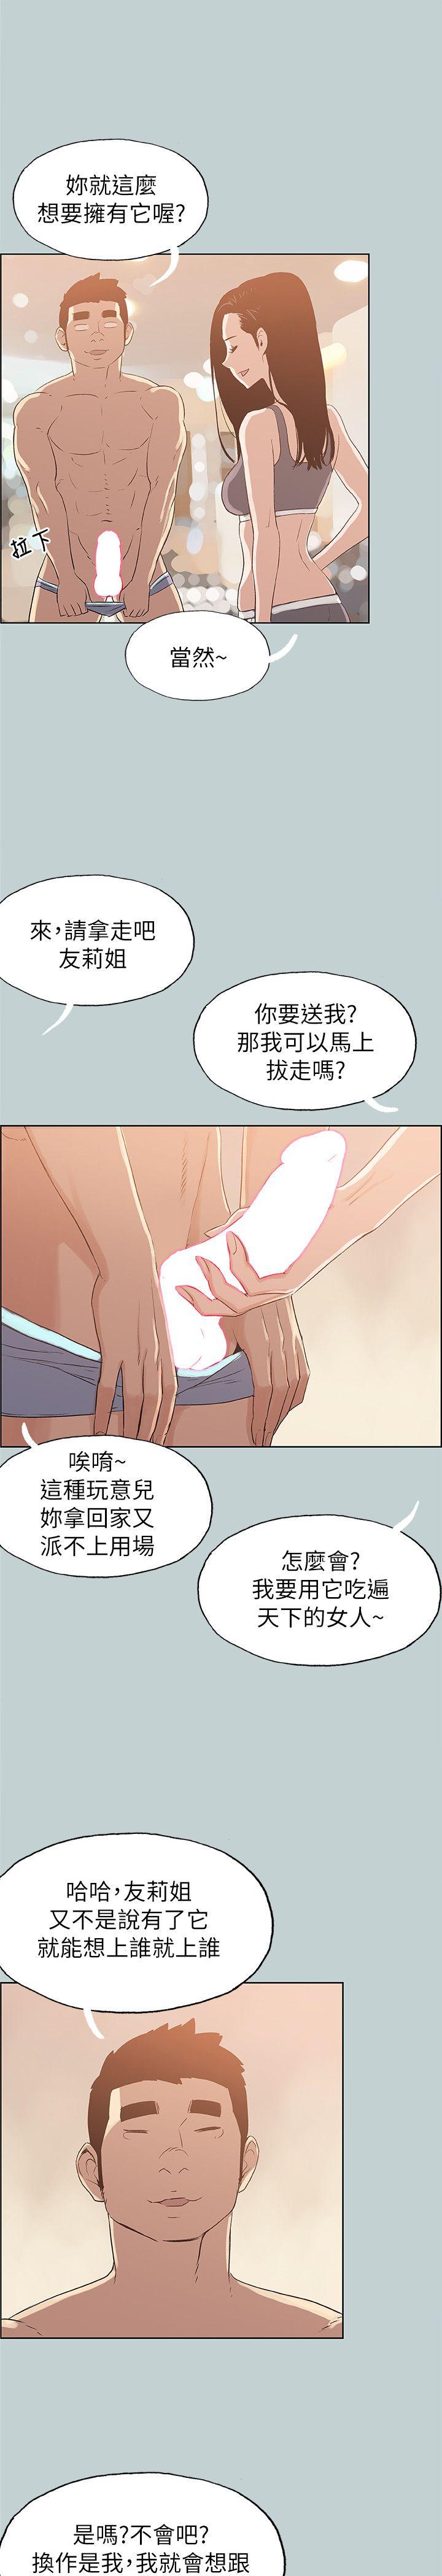 妳就這麼
想要擁有它喔?
拉下
當然~
來,請拿走吧
友莉姐
你要送我?
那我可以馬上
拔走嗎?
唉唷~
這種玩意兒
妳拿回家又
派不上用場
怎麼會?
我要用它吃遍
天下的女人~
哈哈,友莉姐
又不是說有了它
就能想上誰就上誰
是嗎?不會吧?
換作是我,我就會想跟